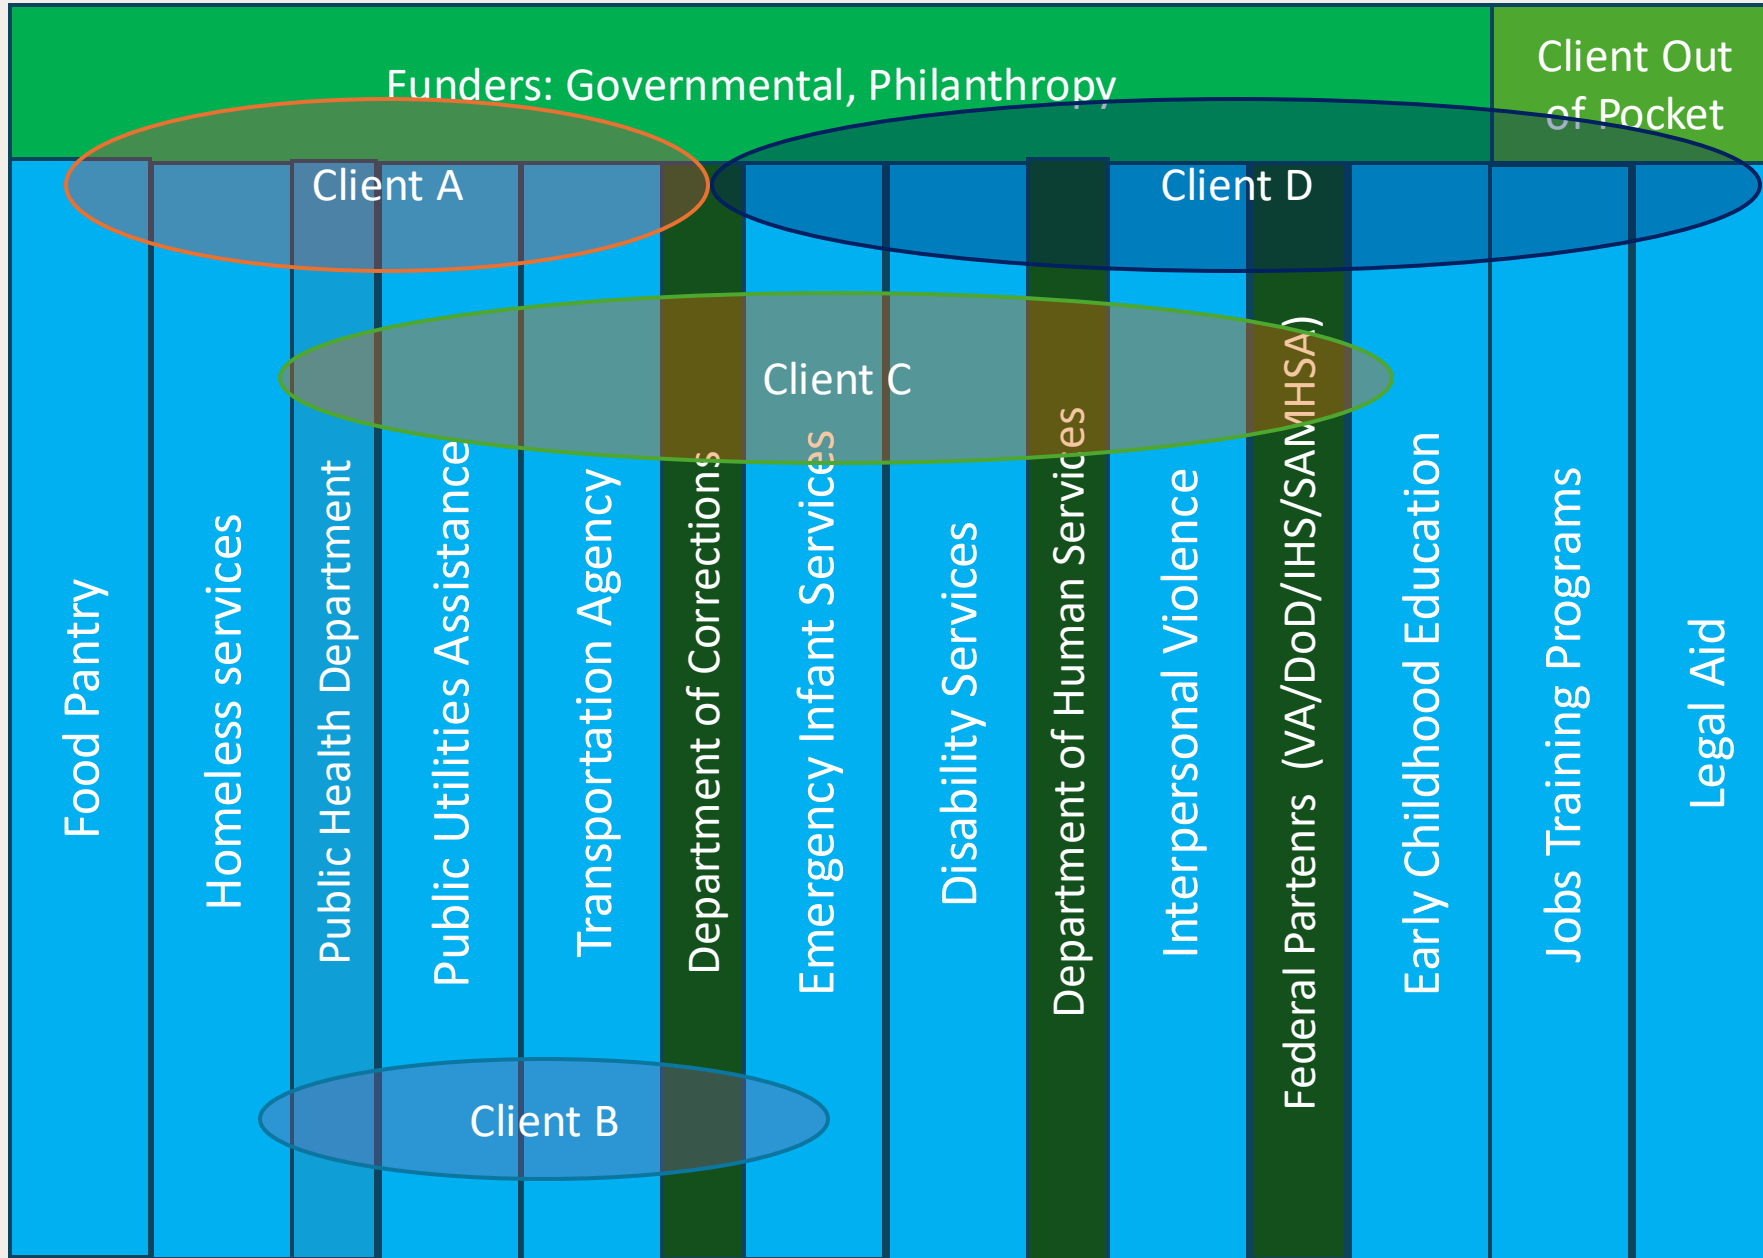 Funders: Governmental, Philanthropy
Client Out
of Pocket
Client A
Client D
Client C
Food Pantry
Homeless services
Public Health Department
Public Utilities Assistance
Transportation Agency
Department of Corrections
Emergency Infant Services
Disability Services
Department of Human Services
Interpersonal Violence
Federal Partenrs (VA/DoD/IHS/SAMHSA)
Early Childhood Education
Jobs Training Programs
Legal Aid
Client B